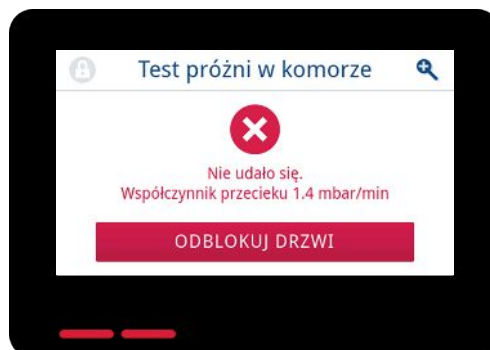 Test próżni w komorze
Nie udało się.
Współczynnik przecieku 1.4 mbar/min
ODBLOKUJ DRZWI